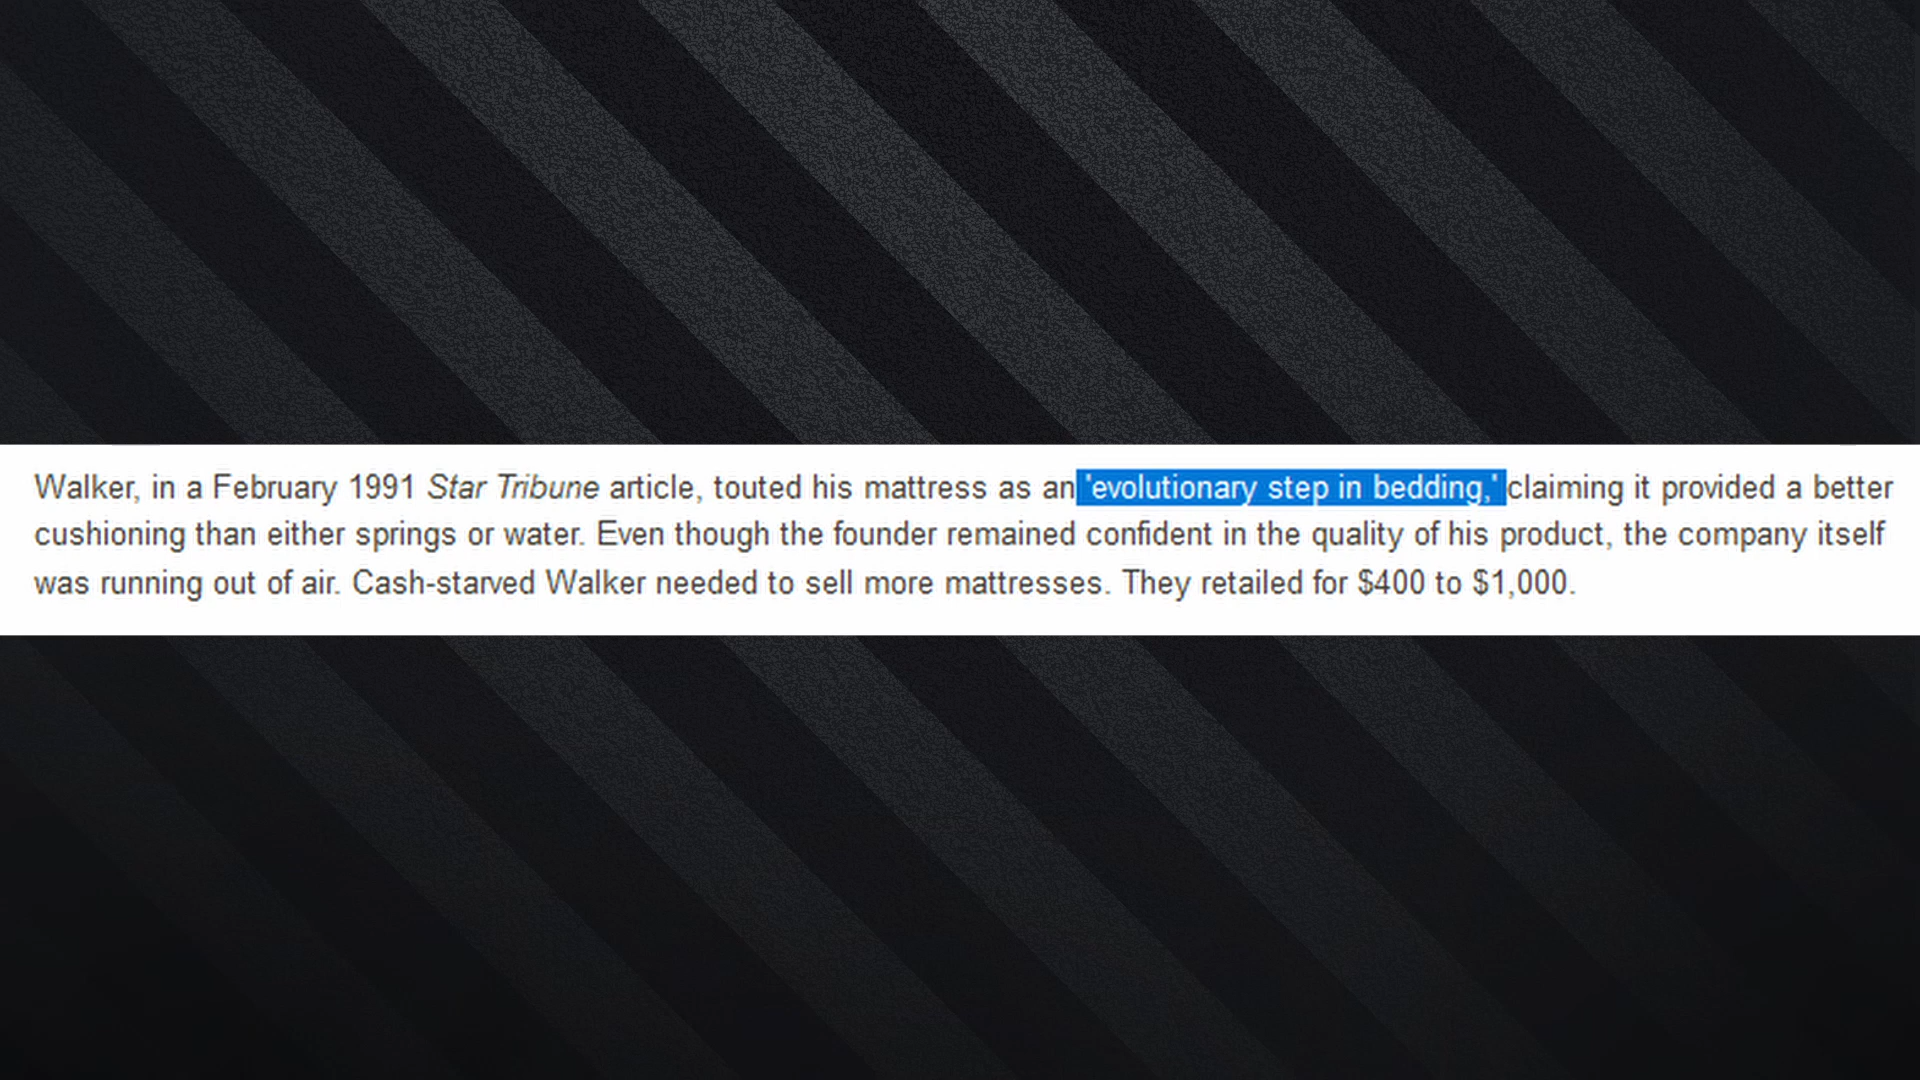 Walker, in a February 1991 Star Tribune article, touted his mattress as an 'evolutionary step in bedding,' claiming it provided a better
cushioning than either springs or water. Even though the founder remained confident in the quality of his product, the company itself
was running out of air. Cash-starved Walker needed to sell more mattresses. They retailed for $400 to $1,000.